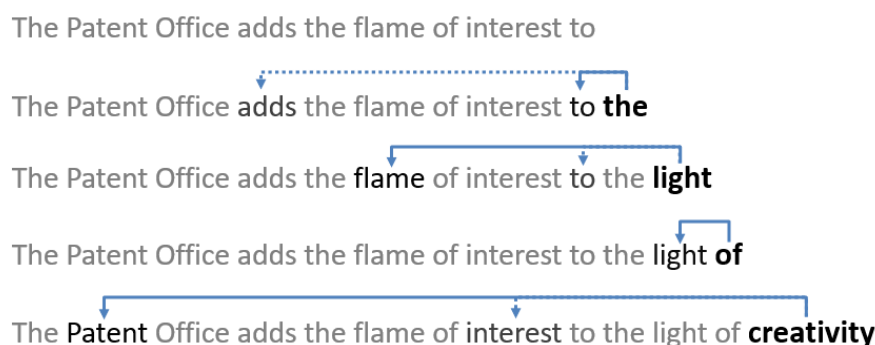 The Patent Office adds the flame of interest to
The Patent Office adds the flame of interest to the
The Patent Office adds the flame of interest to the light
The Patent Office adds the flame of interest to the light of
The Patent Office adds the flame of interest to the light of creativity